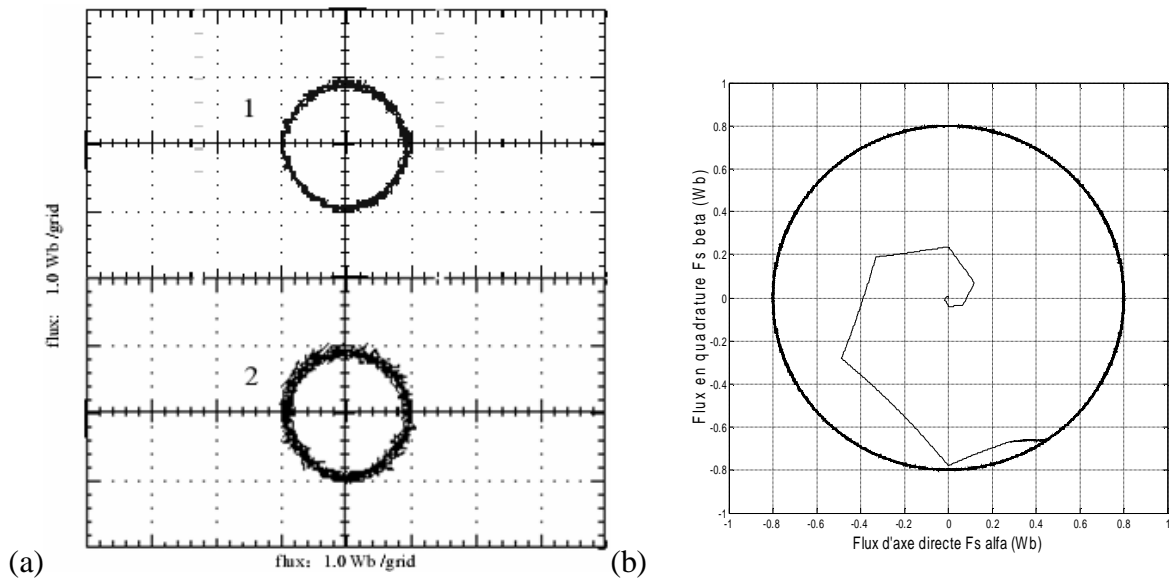 1
2
flux: 1.0 Wb /grid
flux: 1.0 Wb /grid
(a)
1
0.8
0.6
0.4
0.2
0
-0.2
-0.4
-0.6
-0.8
-1
Flux en quadrature Fs beta (Wb)
-1 -0.8 -0.6 -0.4 -0.2 0 0.2 0.4 0.6 0.8 1
Flux d'axe directe Fs alfa (Wb)
(b)